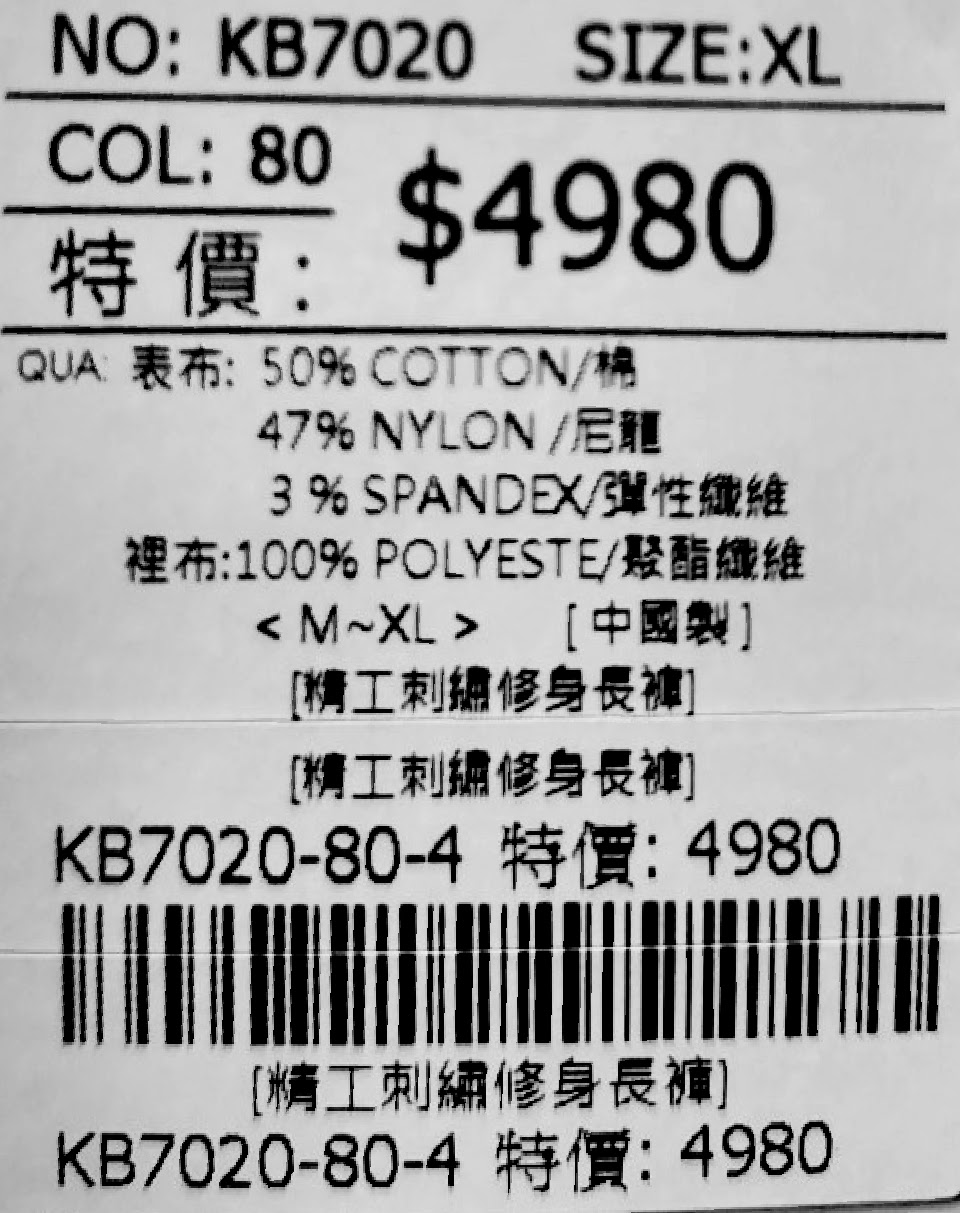 NO: KB7020 SIZE:XL
COL: 80
$4980
特價:
QUA: 表布: 50% COTTON/棉
47% NYLON /尼龍
3 % SPANDEX/彈性纖維
裡布:100% POLYESTE/聚酯纖維
< M~XL > [中國製]
[精工刺繡修身長褲]
[精工刺繡修身長褲]
KB7020-80-4 特價: 4980
[精工刺繡修身長褲]
KB7020-80-4 特價: 4980